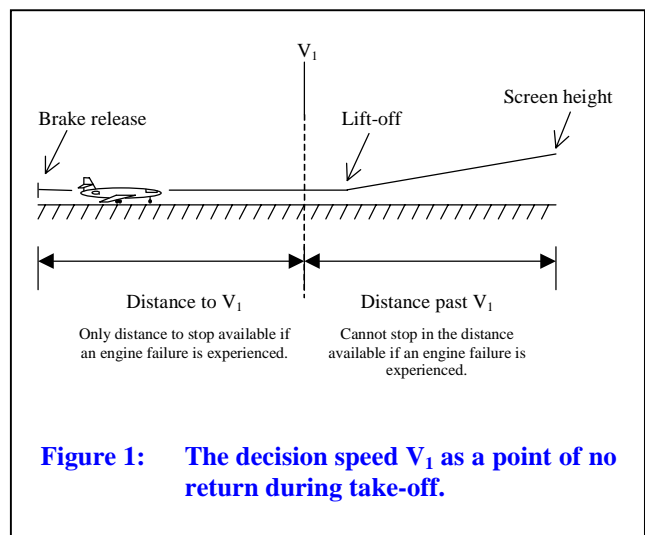 V₁
Screen height
Brake release
Lift-off
Distance to V₁
Only distance to stop available if
an engine failure is experienced.
Distance past V₁
Cannot stop in the distance
available if an engine failure is
experienced.
Figure 1: The decision speed V₁ as a point of no
return during take-off.